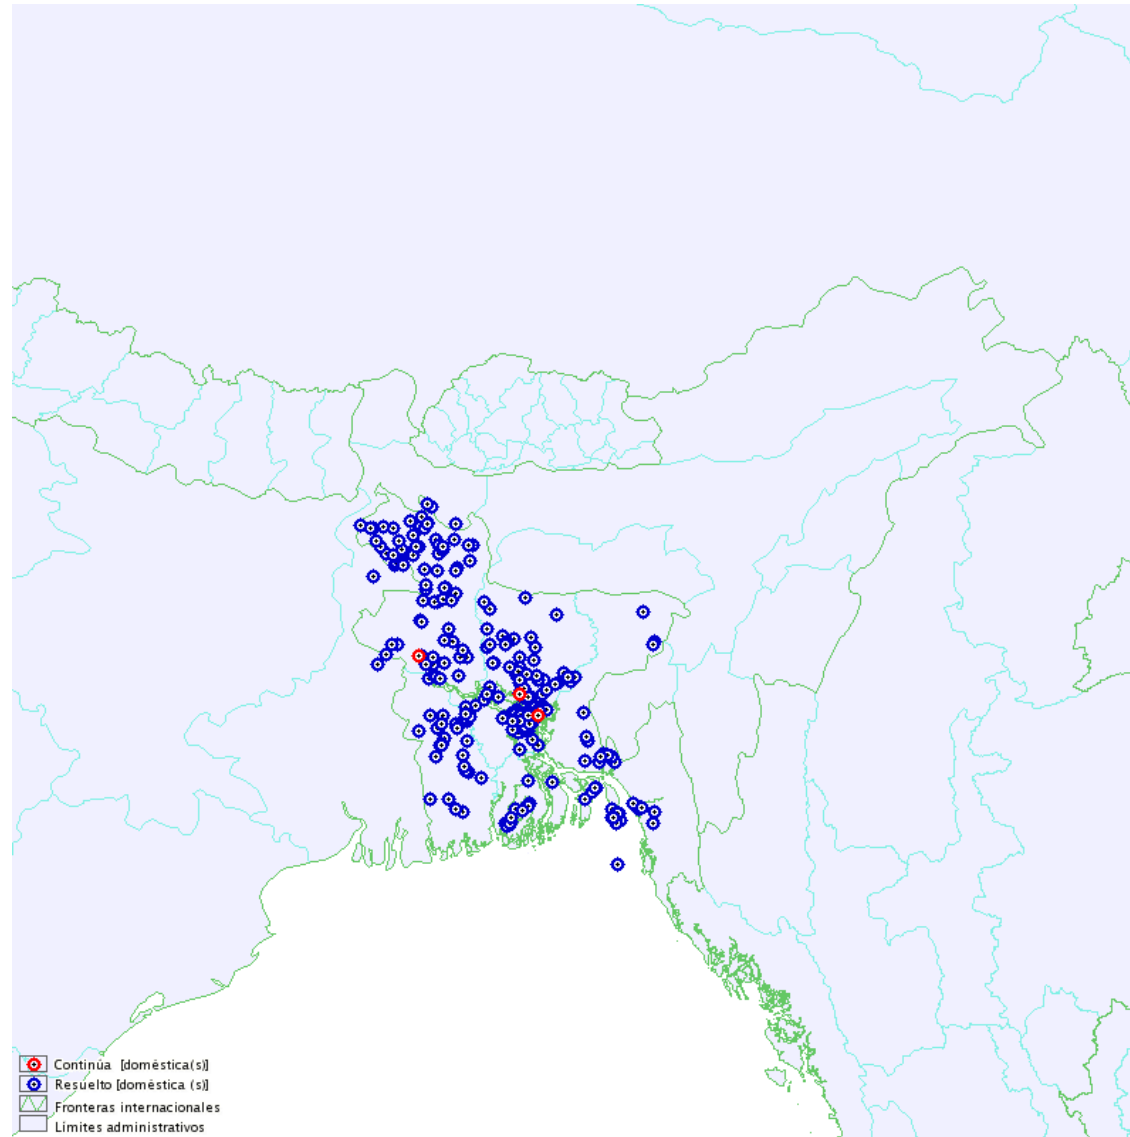 Continúa [doméstica(s)]
Resuelto [doméstica (s)]
Fronteras internacionales
Límites administrativos